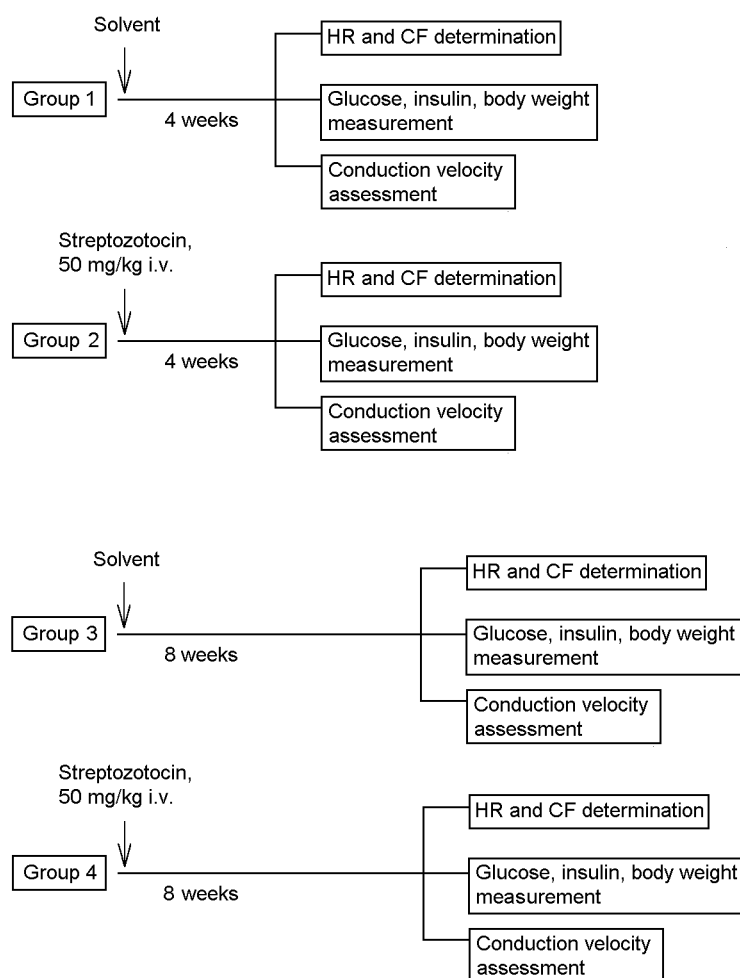 Solvent
HR and CF determination
Group 1
Glucose, insulin, body weight
measurement
4 weeks
Conduction velocity
assessment
Streptozotocin,
50 mg/kg i.v.
HR and CF determination
Group 2
Glucose, insulin, body weight
measurement
4 weeks
Conduction velocity
assessment
Solvent
HR and CF determination
Group 3
Glucose, insulin, body weight
measurement
8 weeks
Conduction velocity
assessment
Streptozotocin,
50 mg/kg i.v.
HR and CF determination
Group 4
Glucose, insulin, body weight
measurement
8 weeks
Conduction velocity
assessment